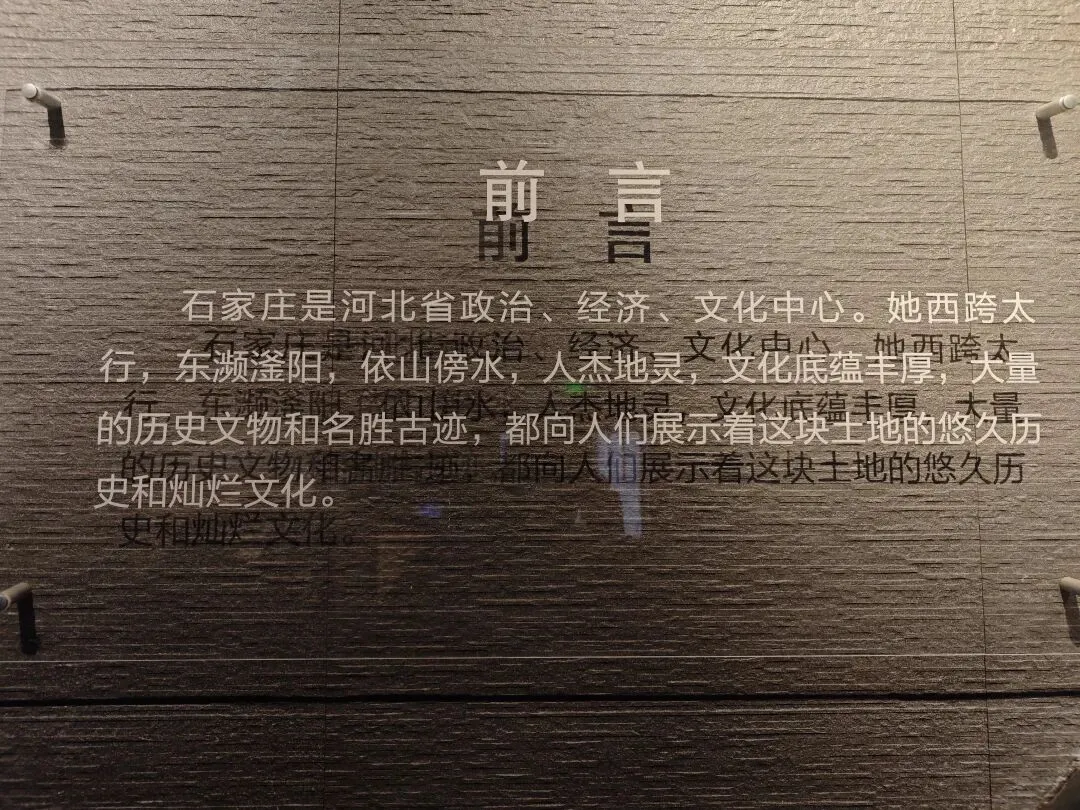 前言
石家庄是河北省政治、经济、文化中心。她西跨太
行，东濒滏阳，依山傍水，人杰地灵，文化底蕴丰厚，大量
的历史文物和名胜古迹，都向人们展示着这块土地的悠久历
史和灿烂文化。